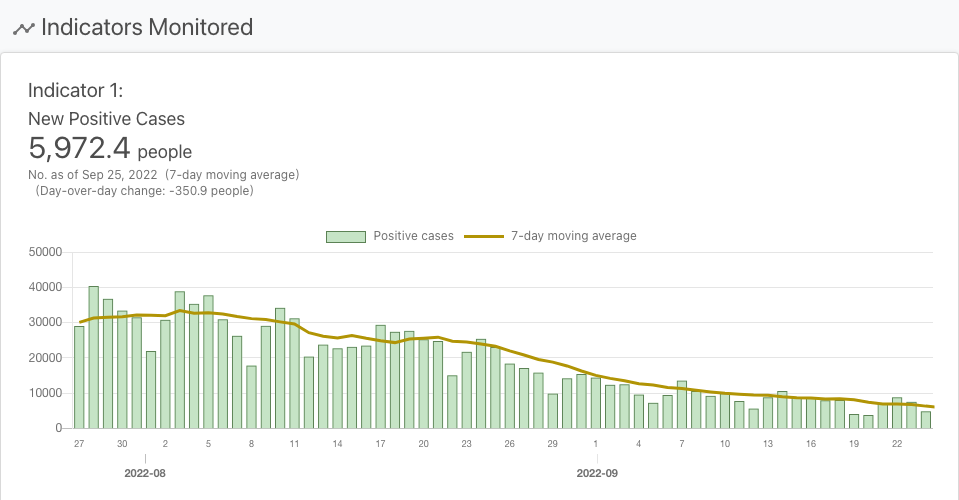 Indicators Monitored
Indicator 1:
New Positive Cases
5,972.4 people
No. as of Sep 25, 2022 (7-day moving average)
(Day-over-day change: -350.9 people)
Positive cases 7-day moving average
50000
40000
30000
20000
10000
0
27 30 2 5 8 11 14 17 20 23 26 29 1 4 7 10 13 16 19 22
2022-08 2022-09